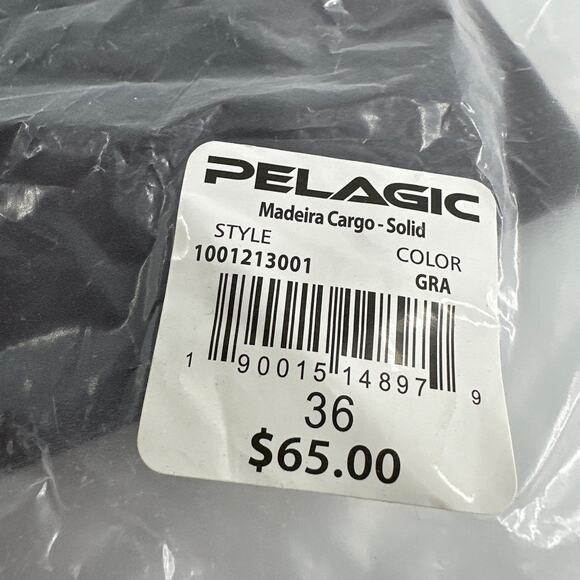 PELAGIC
Madeira Cargo - Solid
STYLE COLOR
1001213001 GRA
1 90015 14897 9
36
$65.00